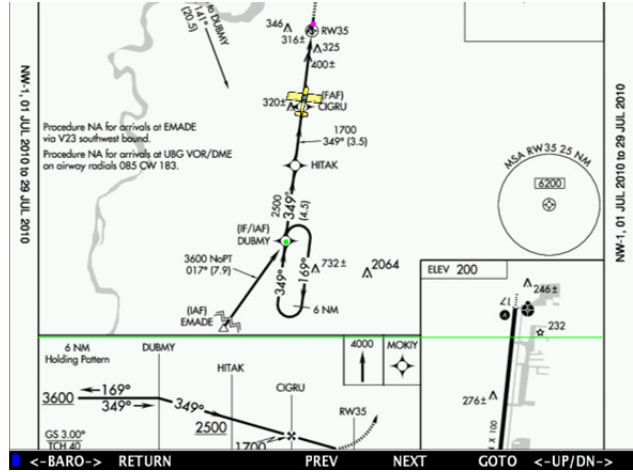 to DUBMY
141°
(20.5)
346
316±
RW35
325
400±
320±
(FAF)
CIGRU
NW-1, 01 JUL 2010 to 29 JUL 2010
Procedure NA for arrivals at EMADE
via V23 southwest bound.
Procedure NA for arrivals at UBG VOR/DME
on airway radials 085 CW 183.
1700
349° (3.5)
HITAK
MSA RW35 25 NM
6200
NW-1, 01 JUL 2010 to 29 JUL 2010
2500
349°
(4.5)
(IF/IAF)
DUBMY
3600 NoPT
017° (7.9)
349°
169°
732±
2064
6 NM
(IAF)
EMADE
ELEV 200
246±
17
232
276±
X 100
6 NM
Holding Pattern
DUBMY
HITAK
CIGRU
RW35
4000
MOKIY
3600
169°
349°
349°
2500
1700
GS 3.00°
TCH 40
<-BARO-> RETURN PREV NEXT GOTO <-UP/DN->